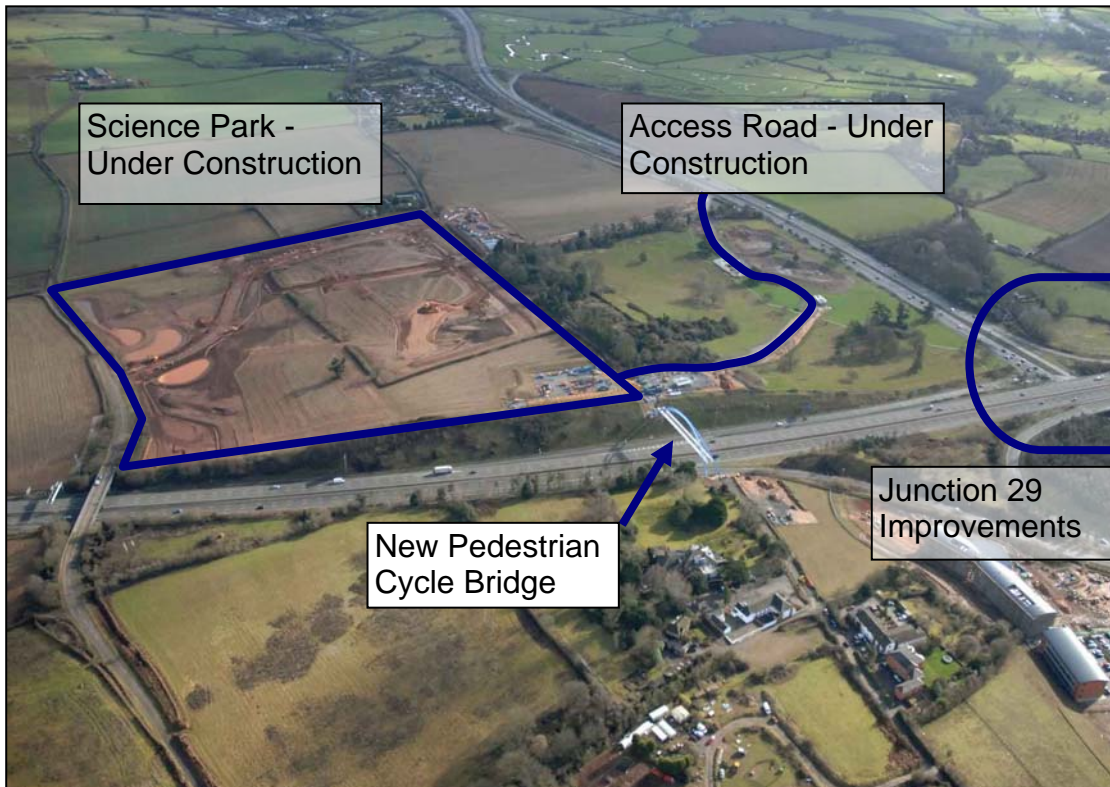 Science Park -
Under Construction
Access Road - Under
Construction
New Pedestrian
Cycle Bridge
Junction 29
Improvements